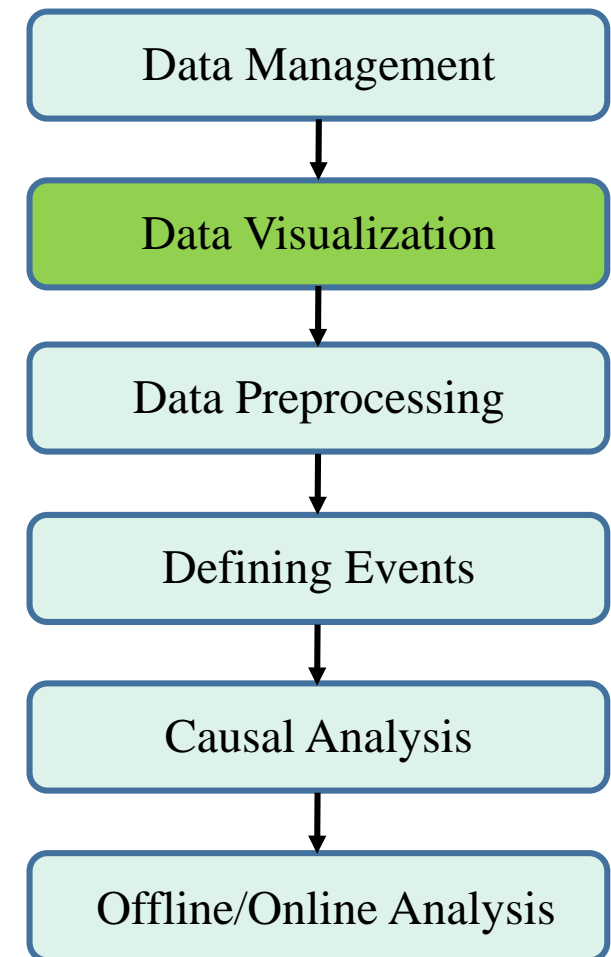 Data Management
Data Visualization
Data Preprocessing
Defining Events
Causal Analysis
Offline/Online Analysis